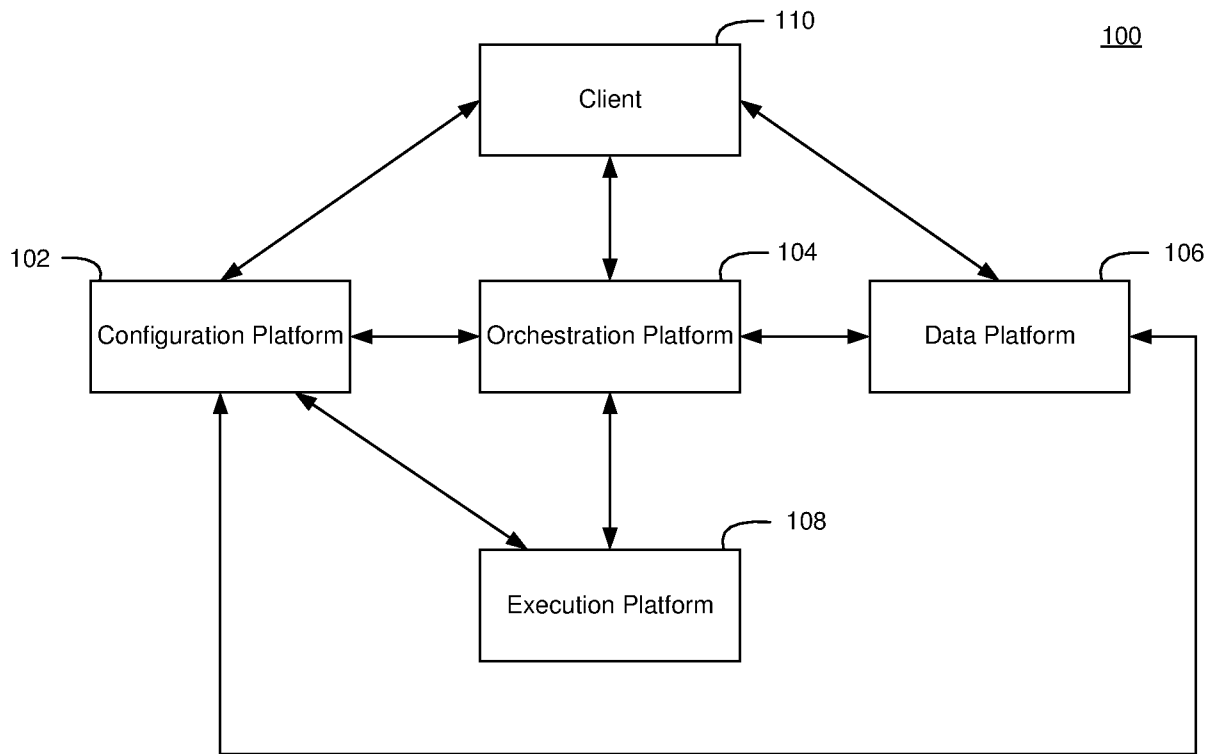 110
100
Client
102
104
106
Configuration Platform
Orchestration Platform
Data Platform
108
Execution Platform